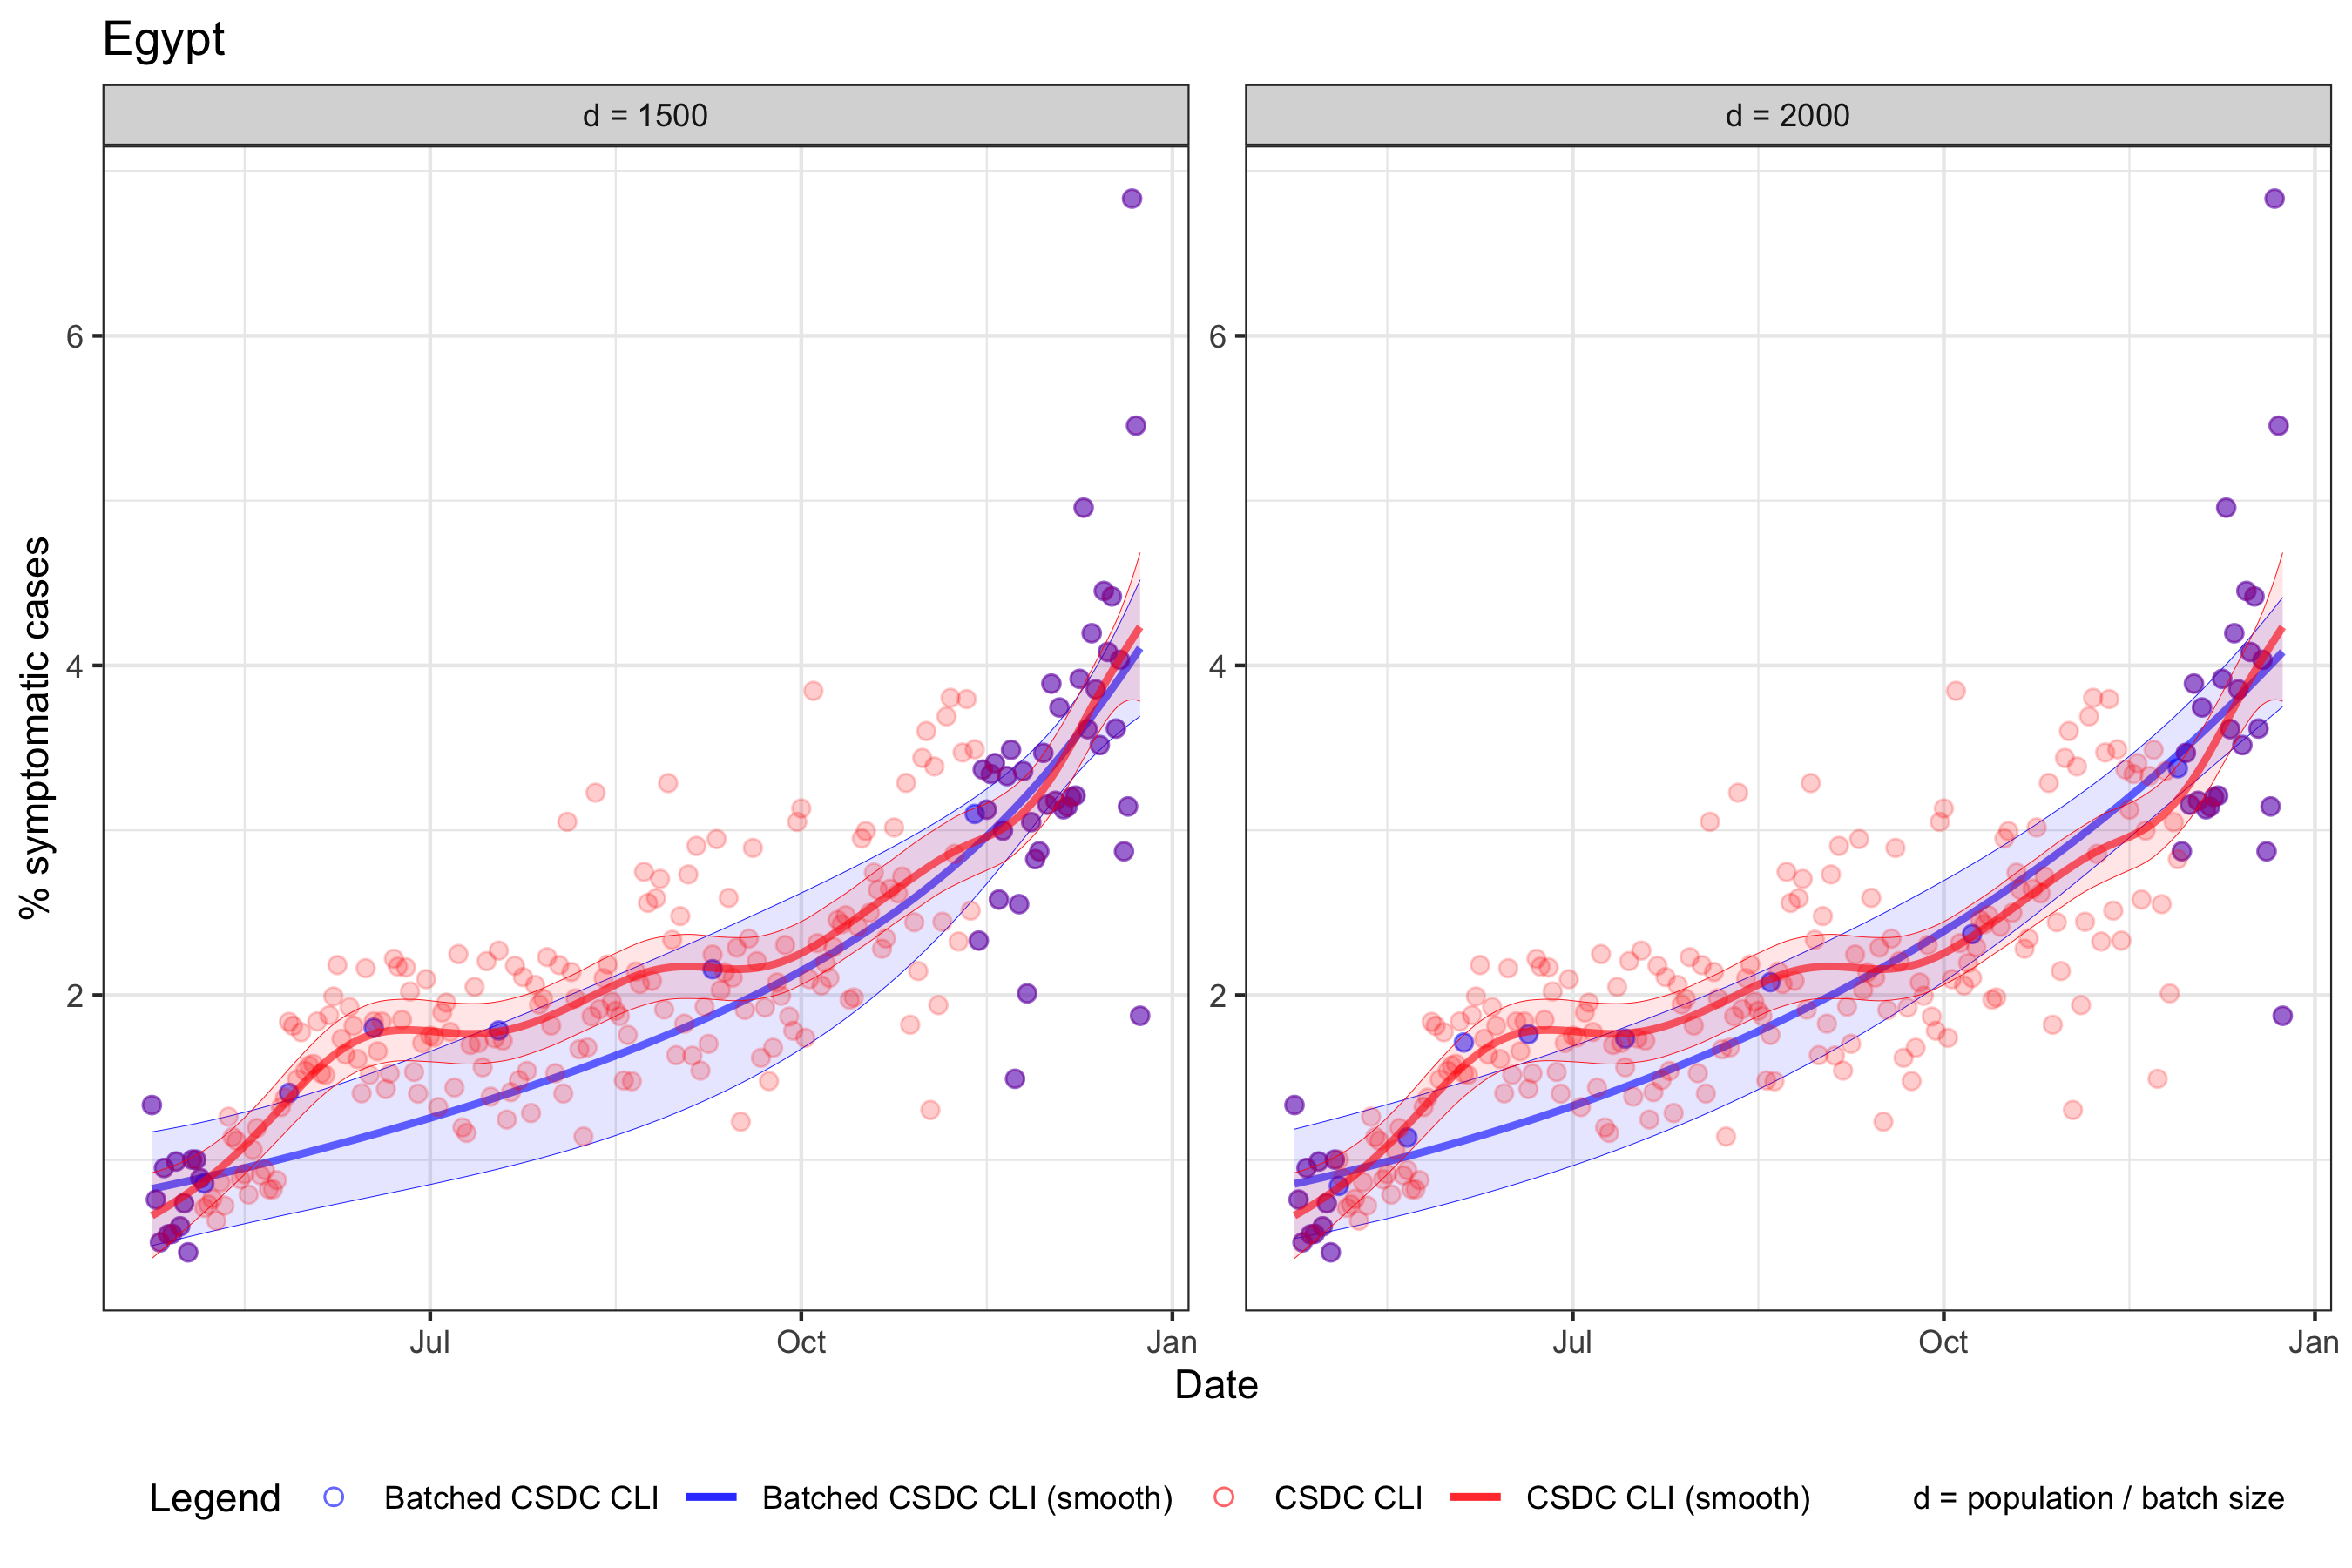 Egypt
d = 1500
d = 2000
% symptomatic cases
6
4
2
6
4
2
Jul
Oct
Jan
Jul
Oct
Jan
Date
Legend
Batched CSDC CLI
Batched CSDC CLI (smooth)
CSDC CLI
CSDC CLI (smooth)
d = population / batch size